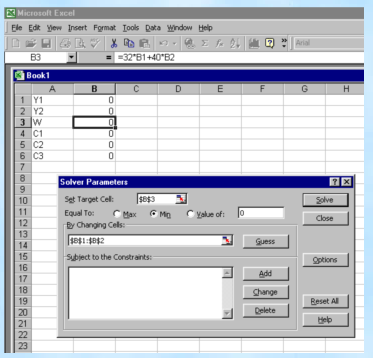 Microsoft Excel
File Edit View Insert Format Tools Data Window Help
Arial
B3 = =32*B1+40*B2
Book1
A B C D E F G H
1 Y1 0
2 Y2 0
3 W 0
4 C1 0
5 C2 0
6 C3 0
7
8
Solver Parameters
9
10 Set Target Cell: $B$3 Solve
11 Equal To: Max Min Value of: 0 Close
12 By Changing Cells:
13 $B$1:$B$2 Guess
14
15 Subject to the Constraints: Options
16 Add
17
18 Change
19 Delete Reset All
20
21 Help
22
23